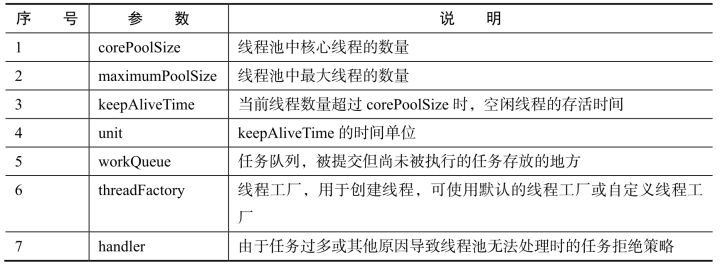 序 号 参 数 说 明
1 corePoolSize 线程池中核心线程的数量
2 maximumPoolSize 线程池中最大线程的数量
3 keepAliveTime 当前线程数量超过 corePoolSize 时，空闲线程的存活时间
4 unit keepAliveTime 的时间单位
5 workQueue 任务队列，被提交但尚未被执行的任务存放的地方
6 threadFactory 线程工厂，用于创建线程，可使用默认的线程工厂或自定义线程工
厂
7 handler 由于任务过多或其他原因导致线程池无法处理时的任务拒绝策略